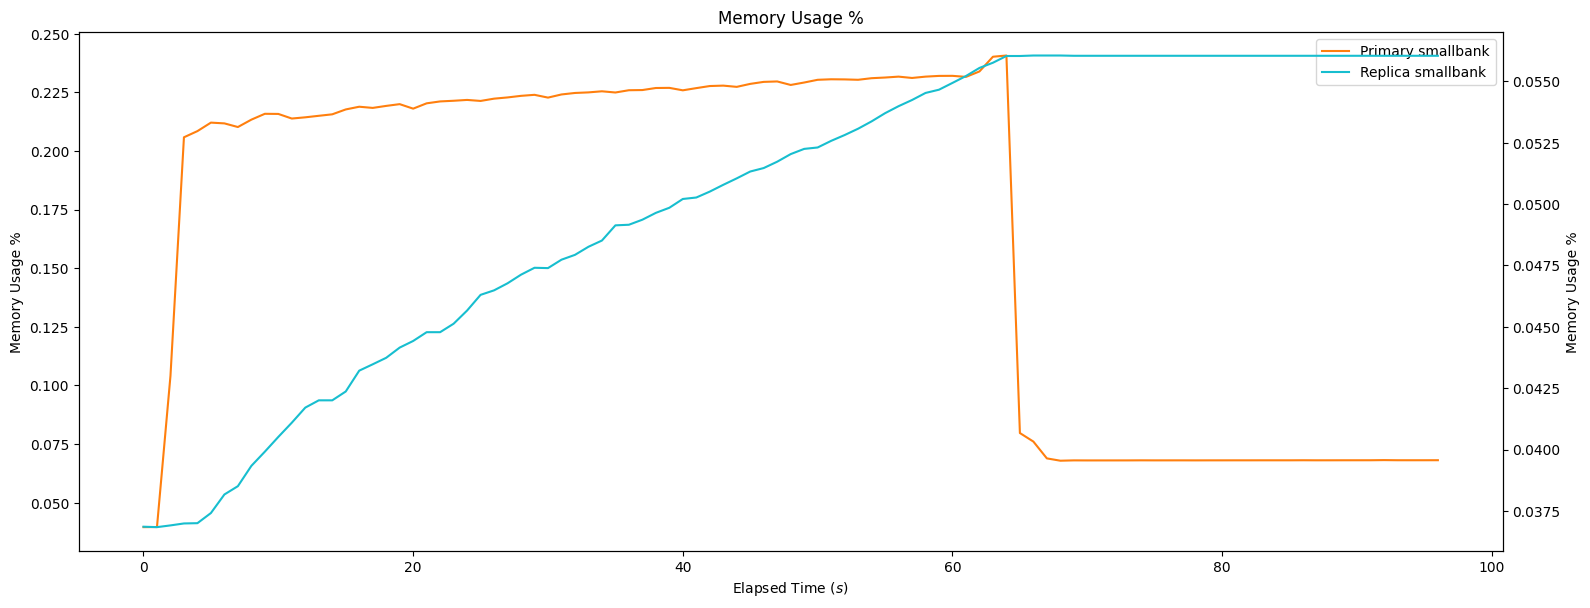 Memory Usage %
Primary smallbank
Replica smallbank
Memory Usage %
0.250
0.225
0.200
0.175
0.150
0.125
0.100
0.075
0.050
0.0550
0.0525
0.0500
0.0475
0.0450
0.0425
0.0400
0.0375
Memory Usage %
0 20 40 60 80 100
Elapsed Time (s)